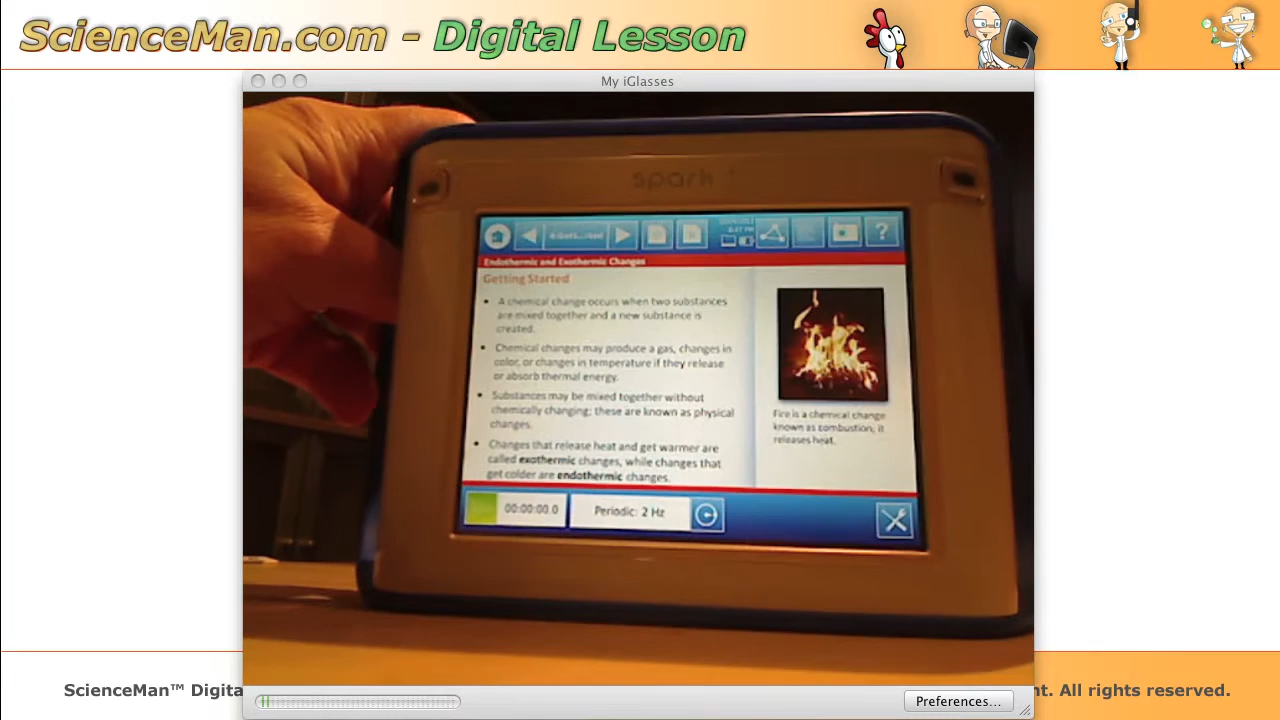 ScienceMan.com - Digital Lesson
My iGlasses
spark
Endothermic and Exothermic Changes
Getting Started
• A chemical change occurs when two substances
are mixed together and a new substance is
created.
• Chemical changes may produce a gas, changes in
color, or changes in temperature if they release
or absorb thermal energy.
• Substances may be mixed together without
chemically changing; these are known as physical
changes.
• Changes that release heat and get warmer are
called exothermic changes, while changes that
get colder are endothermic changes.
Fire is a chemical change
known as combustion, it
releases heat.
?
00:00:00.0
Periodic: 2 Hz
ScienceMan™ Digita
nt. All rights reserved.
Preferences...